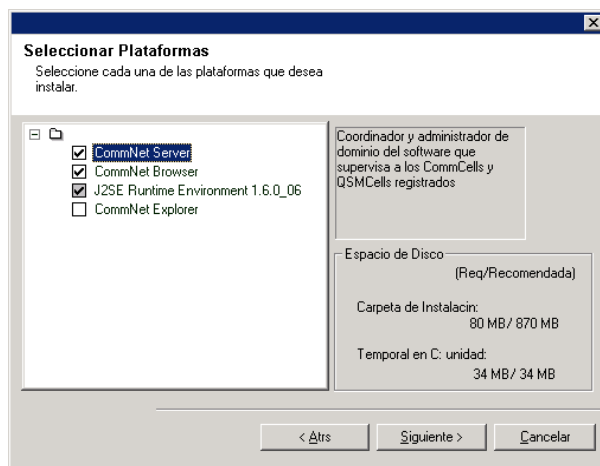 Seleccionar Plataformas
Seleccione cada una de las plataformas que desea
instalar.
CommNet Server
CommNet Browser
J2SE Runtime Environment 1.6.0_06
CommNet Explorer
Coordinador y administrador de
dominio del software que
supervisa a los CommCells y
QSMCells registrados
Espacio de Disco
(Req/Recomendada)
Carpeta de Instalacin:
80 MB/ 870 MB
Temporal en C: unidad:
34 MB/ 34 MB
< Atrs
Siguiente >
Cancelar